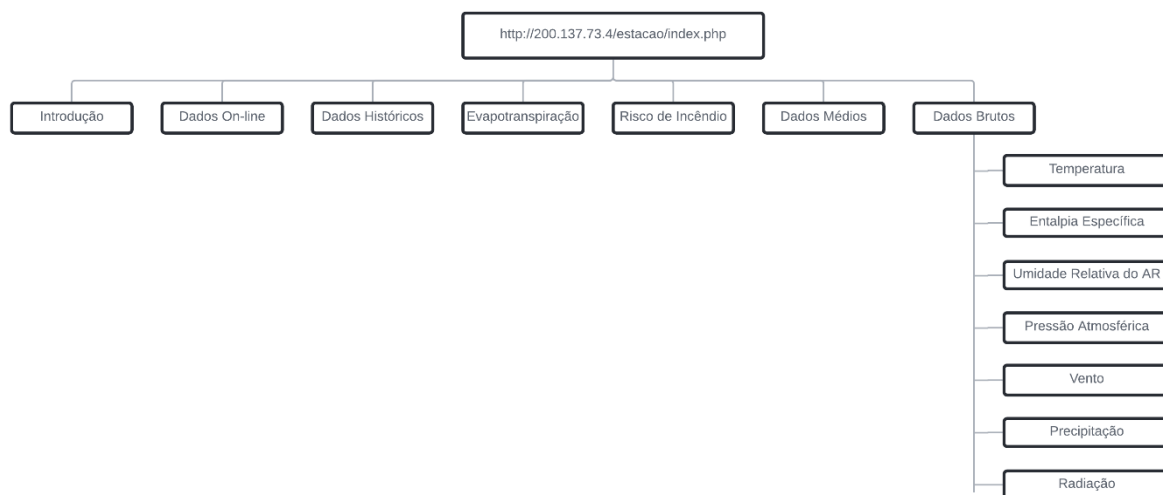 http://200.137.73.4/estacao/index.php
Introdução
Dados On-line
Dados Históricos
Evapotranspiração
Risco de Incêndio
Dados Médios
Dados Brutos
Temperatura
Entalpia Específica
Umidade Relativa do AR
Pressão Atmosférica
Vento
Precipitação
Radiação